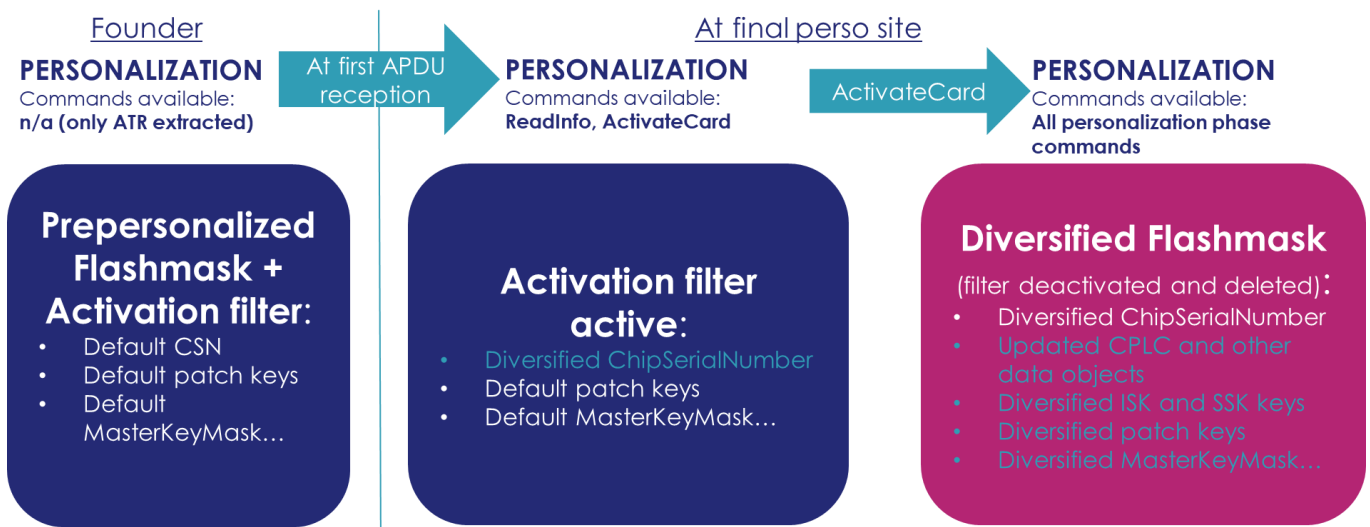 Founder
At final perso site
PERSONALIZATION
Commands available:
n/a (only ATR extracted)
At first APDU
reception
PERSONALIZATION
Commands available:
ReadInfo, ActivateCard
ActivateCard
PERSONALIZATION
Commands available:
All personalization phase
commands
Prepersonalized
Flashmask +
Activation filter:
• Default CSN
• Default patch keys
• Default
MasterKeyMask…
Activation filter
active:
• Diversified ChipSerialNumber
• Default patch keys
• Default MasterKeyMask…
Diversified Flashmask
(filter deactivated and deleted):
• Diversified ChipSerialNumber
• Updated CPLC and other
data objects
• Diversified ISK and SSK keys
• Diversified patch keys
• Diversified MasterKeyMask…